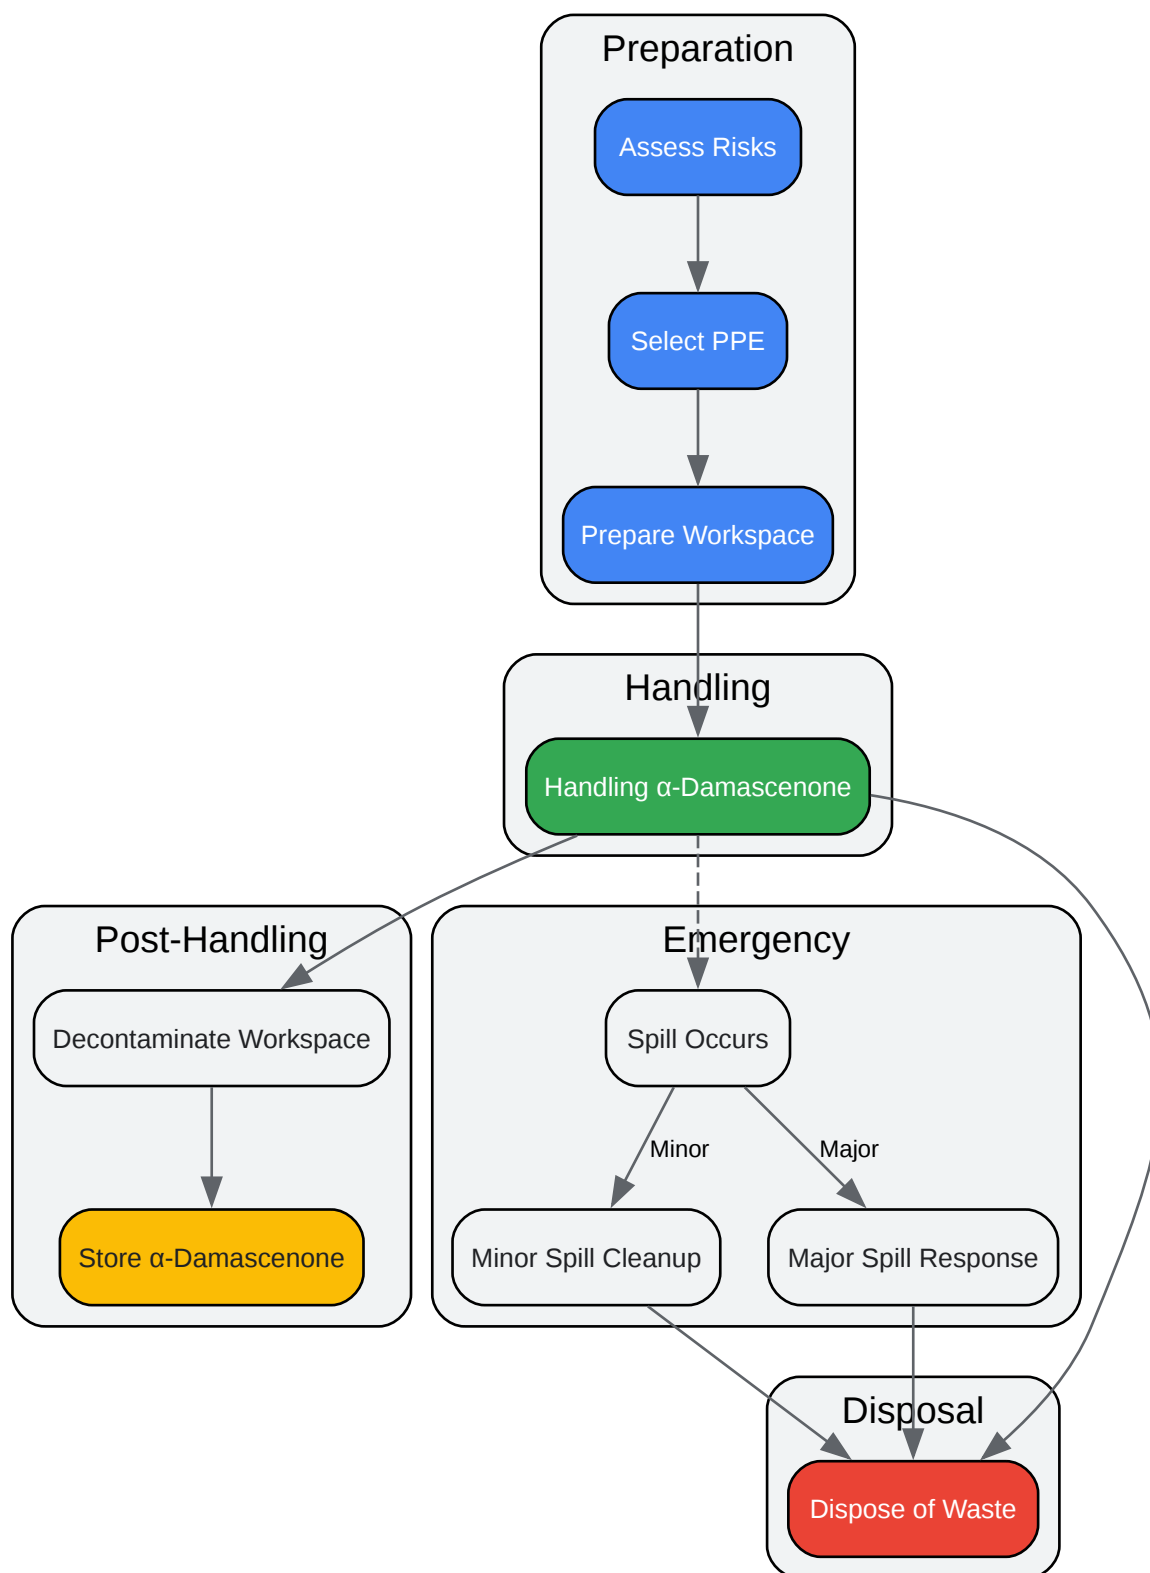 Preparation
Assess Risks
Select PPE
Prepare Workspace
Handling
Handling α-Damascenone
Post-Handling
Decontaminate Workspace
Store α-Damascenone
Emergency
Spill Occurs
Minor
Major
Minor Spill Cleanup
Major Spill Response
Disposal
Dispose of Waste